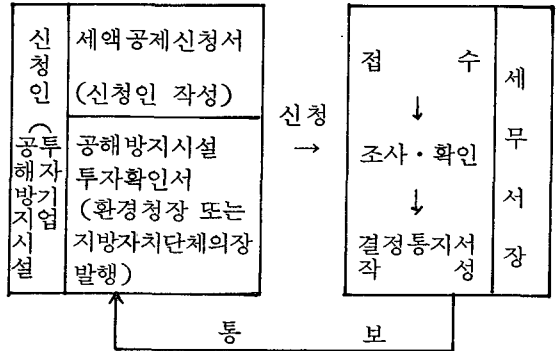 신청인(공해방지시설
투자기업
세액공제신청서
(신청인 작성)
공해방지시설
투자확인서
(환경청장 또는
지방자치단체의장
발행)
신청
→
접 수
↓
조사·확인
↓
결정통지서
작 성
세무서장
통 보